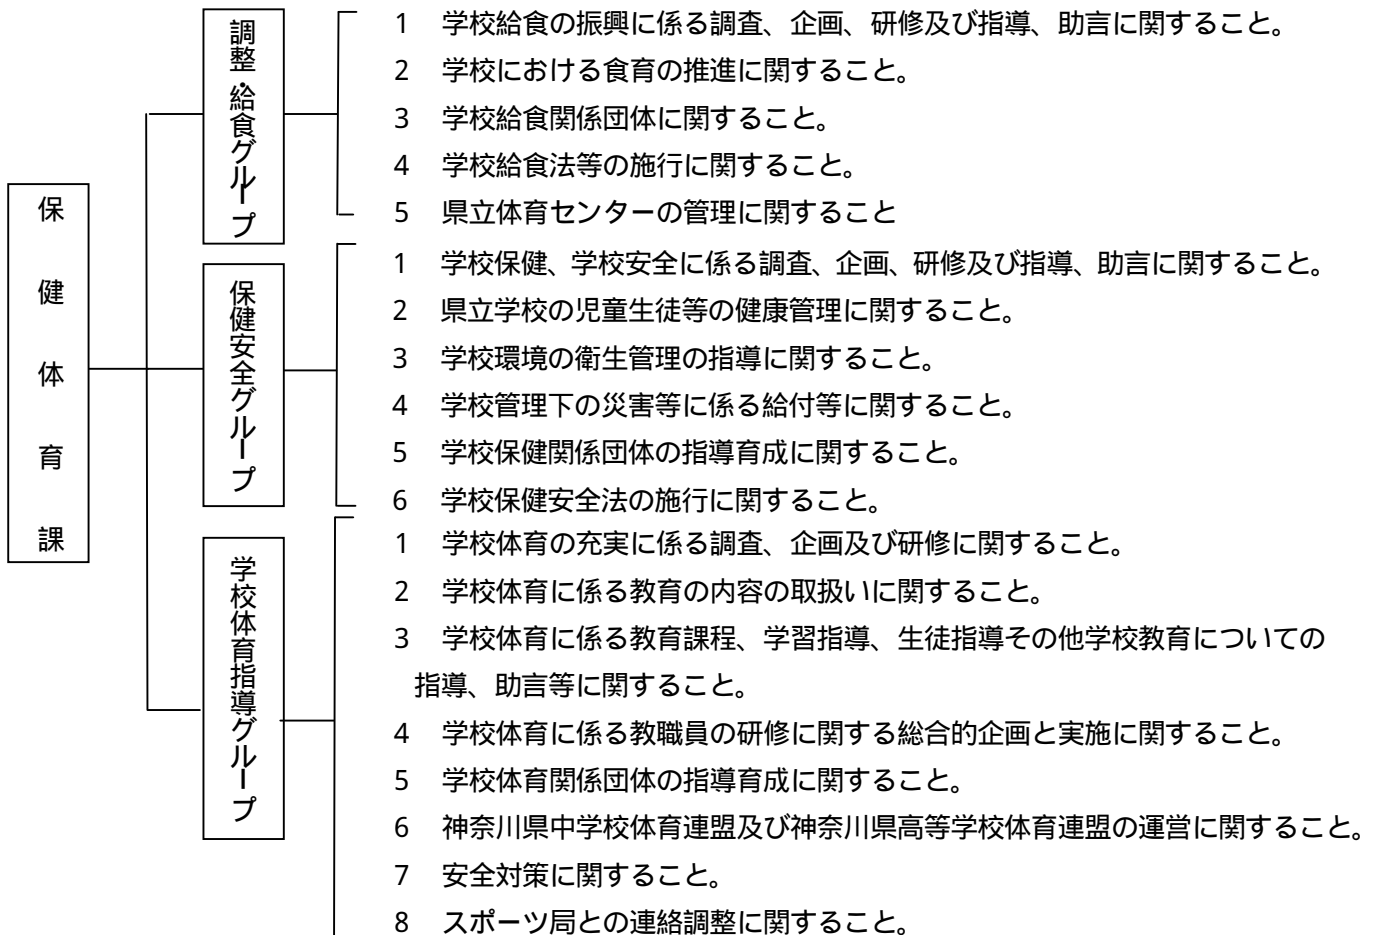 保健体育課
調整・給食グループ
1 学校給食の振興に係る調査、企画、研修及び指導、助言に関すること。
2 学校における食育の推進に関すること。
3 学校給食関係団体に関すること。
4 学校給食法等の施行に関すること。
5 県立体育センターの管理に関すること
保健安全グループ
1 学校保健、学校安全に係る調査、企画、研修及び指導、助言に関すること。
2 県立学校の児童生徒等の健康管理に関すること。
3 学校環境の衛生管理の指導に関すること。
4 学校管理下の災害等に係る給付等に関すること。
5 学校保健関係団体の指導育成に関すること。
6 学校保健安全法の施行に関すること。
学校体育指導グループ
1 学校体育の充実に係る調査、企画及び研修に関すること。
2 学校体育に係る教育の内容の取扱いに関すること。
3 学校体育に係る教育課程、学習指導、生徒指導その他学校教育についての
指導、助言等に関すること。
4 学校体育に係る教職員の研修に関する総合的企画と実施に関すること。
5 学校体育関係団体の指導育成に関すること。
6 神奈川県中学校体育連盟及び神奈川県高等学校体育連盟の運営に関すること。
7 安全対策に関すること。
8 スポーツ局との連絡調整に関すること。